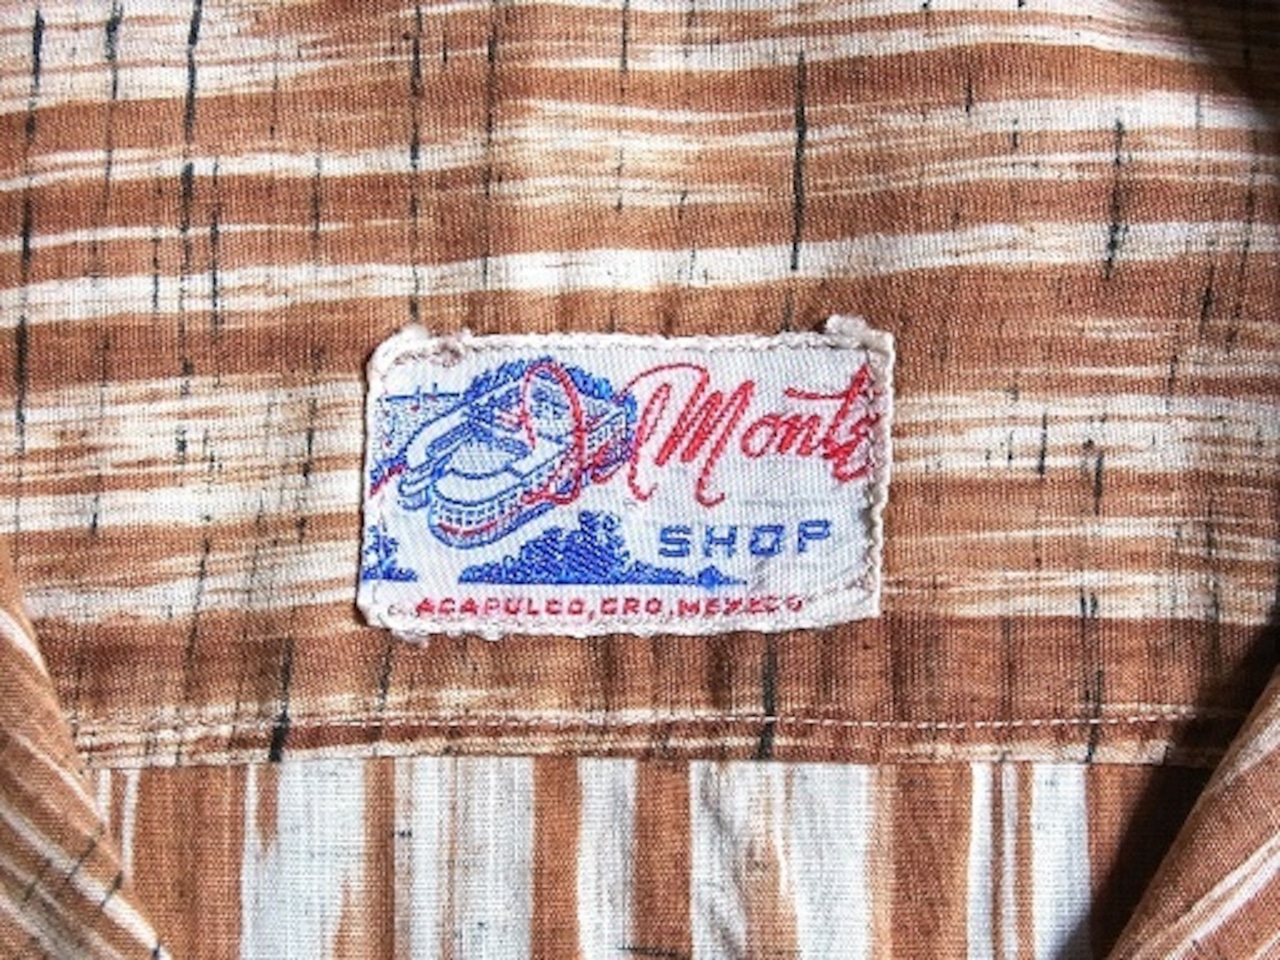 Del Monte
SHOP
ACAPULCO, GRO, MEXICO